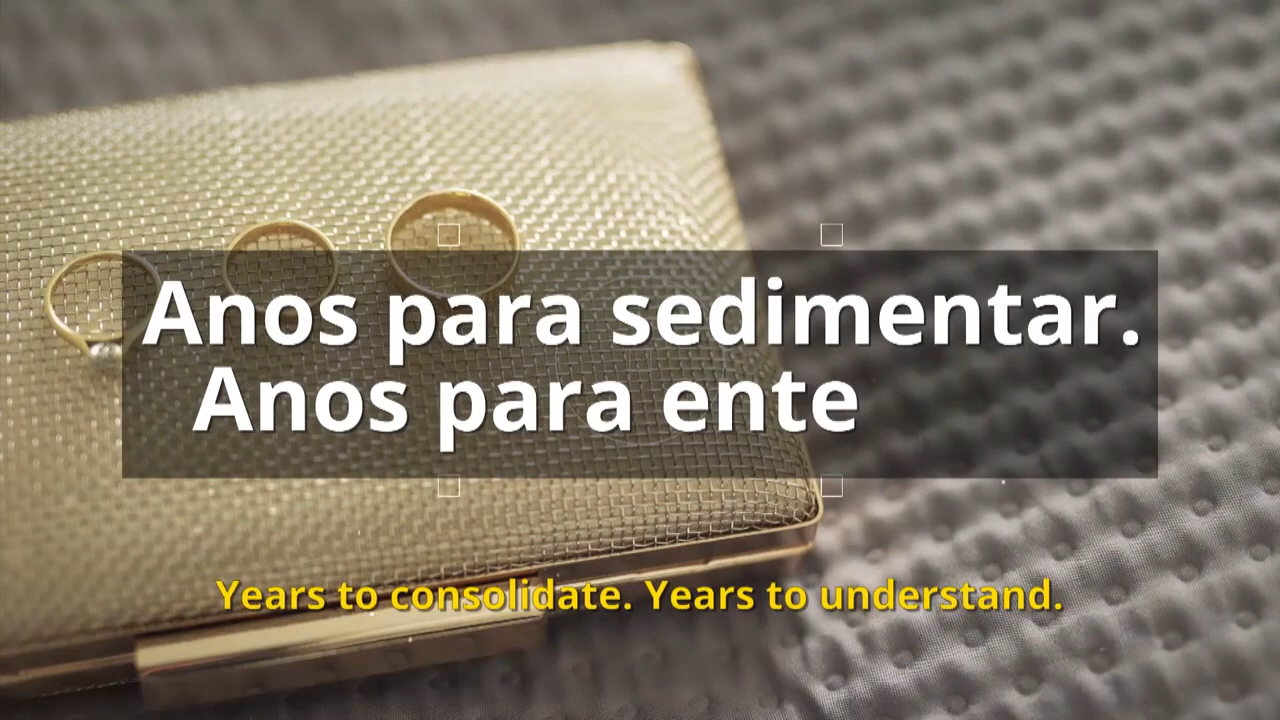 Anos para sedimentar.
Anos para ente
Years to consolidate. Years to understand.